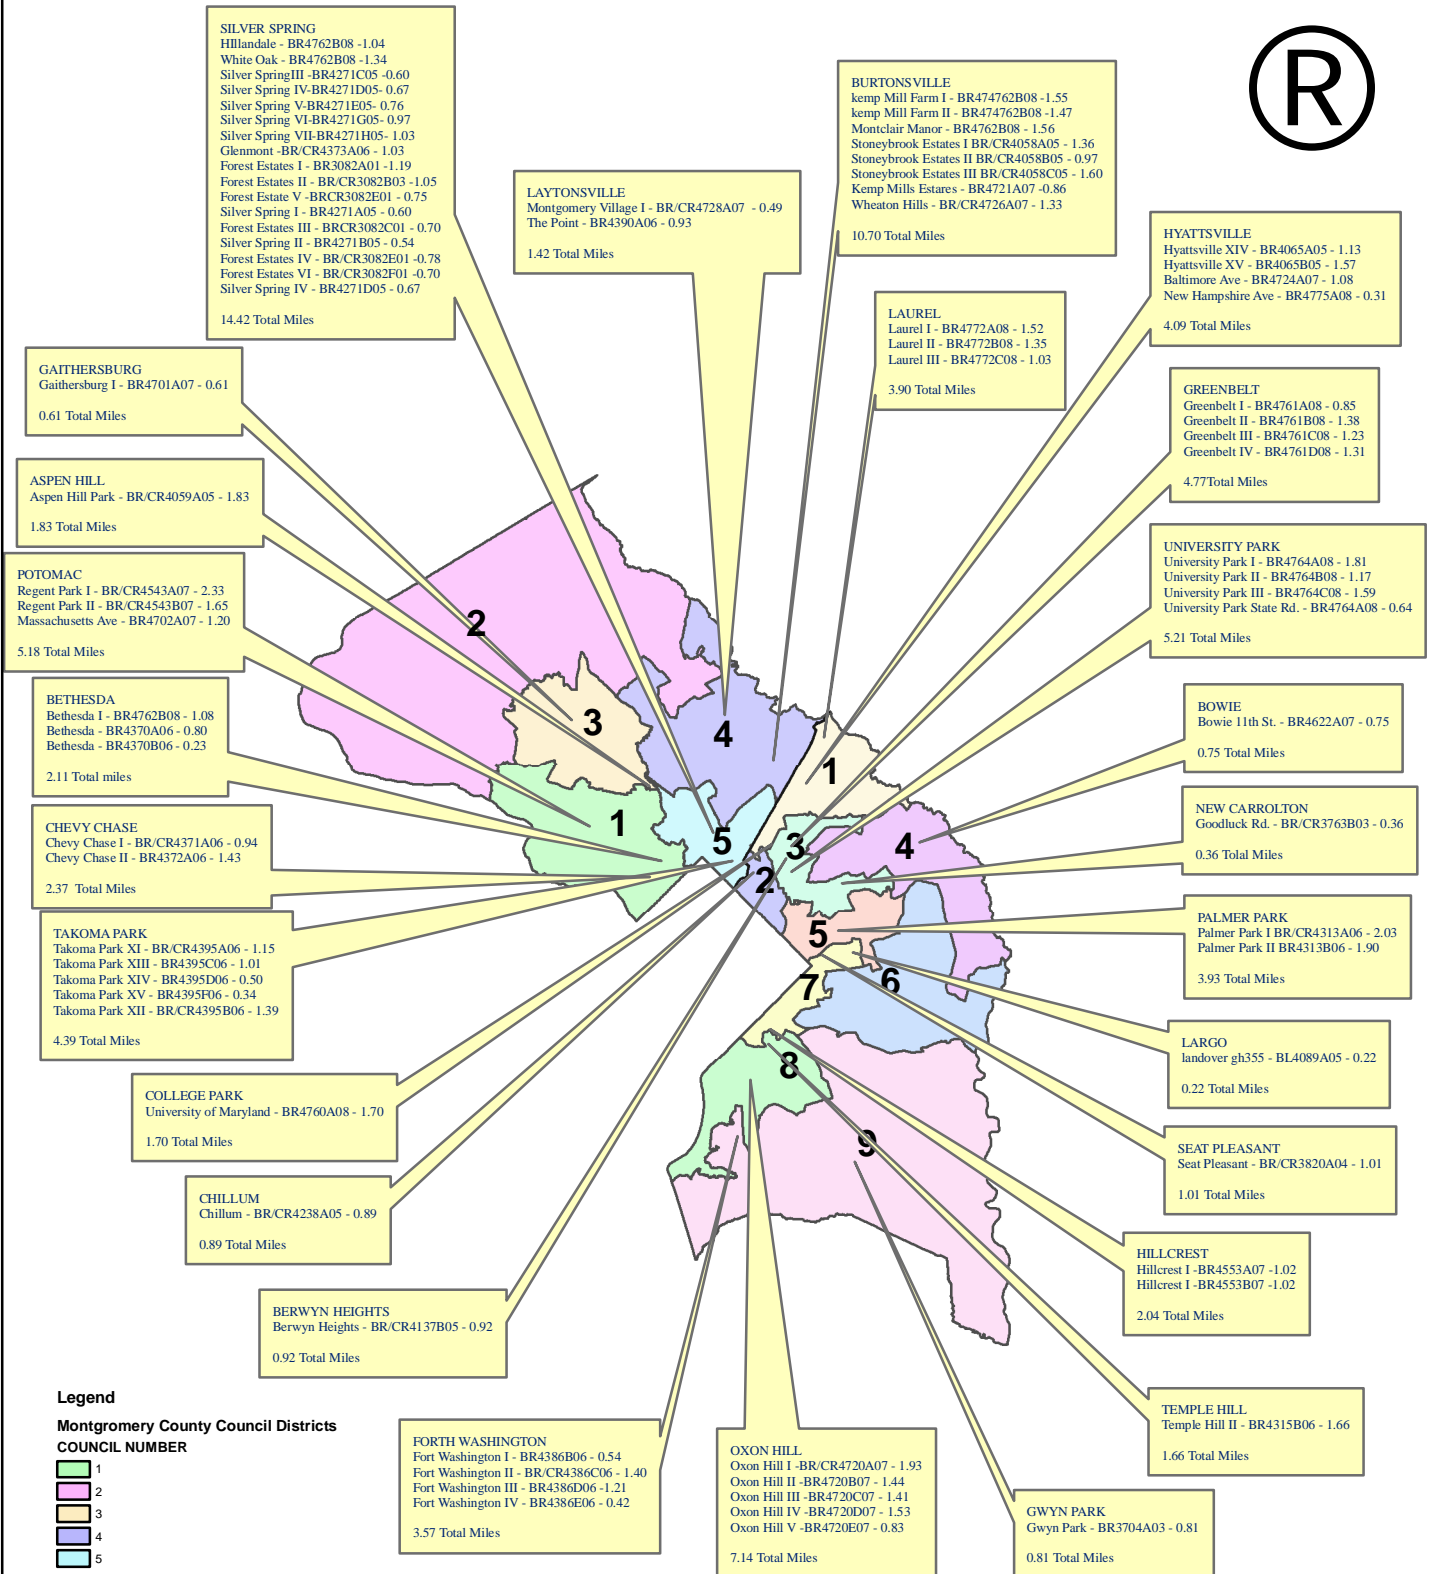 SILVER SPRING
HIllandale - BR4762B08 -1.04
White Oak - BR4762B08 -1.34
Silver SpringIII -BR4271C05 -0.60
Silver Spring IV-BR4271D05- 0.67
Silver Spring V-BR4271E05- 0.76
Silver Spring VI-BR4271G05- 0.97
Silver Spring VII-BR4271H05- 1.03
Glenmont -BR/CR4373A06 - 1.03
Forest Estates I - BR3082A01 -1.19
Forest Estates II - BR/CR3082B03 -1.05
Forest Estate V -BRCR3082E01 - 0.75
Silver Spring I - BR4271A05 - 0.60
Forest Estates III - BRCR3082C01 - 0.70
Silver Spring II - BR4271B05 - 0.54
Forest Estates IV - BR/CR3082E01 -0.78
Forest Estates VI - BR/CR3082F01 -0.70
Silver Spring IV - BR4271D05 - 0.67
14.42 Total Miles
®
BURTONSVILLE
kemp Mill Farm I - BR474762B08 -1.55
kemp Mill Farm II - BR474762B08 -1.47
Montclair Manor - BR4762B08 - 1.56
Stoneybrook Estates I BR/CR4058A05 - 1.36
Stoneybrook Estates II BR/CR4058B05 - 0.97
Stoneybrook Estates III BR/CR4058C05 - 1.60
Kemp Mills Estares - BR4721A07 -0.86
Wheaton Hills - BR/CR4726A07 - 1.33
10.70 Total Miles
LAYTONSVILLE
Montgomery Village I - BR/CR4728A07  - 0.49
The Point - BR4390A06 - 0.93
1.42 Total Miles
HYATTSVILLE
Hyattsville XIV - BR4065A05 - 1.13
Hyattsville XV - BR4065B05 - 1.57
Baltimore Ave - BR4724A07 - 1.08
New Hampshire Ave - BR4775A08 - 0.31
4.09 Total Miles
LAUREL
Laurel I - BR4772A08 - 1.52
Laurel II - BR4772B08 - 1.35
Laurel III - BR4772C08 - 1.03
3.90 Total Miles
GAITHERSBURG
Gaithersburg I - BR4701A07 - 0.61
0.61 Total Miles
GREENBELT
Greenbelt I - BR4761A08 - 0.85
Greenbelt II - BR4761B08 - 1.38
Greenbelt III - BR4761C08 - 1.23
Greenbelt IV - BR4761D08 - 1.31
4.77Total Miles
ASPEN HILL
Aspen Hill Park - BR/CR4059A05 - 1.83
1.83 Total Miles
UNIVERSITY PARK
University Park I - BR4764A08 - 1.81
University Park II - BR4764B08 - 1.17
University Park III - BR4764C08 - 1.59
University Park State Rd. - BR4764A08 - 0.64
5.21 Total Miles
POTOMAC
Regent Park I - BR/CR4543A07 - 2.33
Regent Park II - BR/CR4543B07 - 1.65
Massachusetts Ave - BR4702A07 - 1.20
5.18 Total Miles
BETHESDA
Bethesda I - BR4762B08 - 1.08
Bethesda - BR4370A06 - 0.80
Bethesda - BR4370B06 - 0.23
2.11 Total miles
BOWIE
Bowie 11th St. - BR4622A07 - 0.75
0.75 Total Miles
NEW CARROLTON
Goodluck Rd. - BR/CR3763B03 - 0.36
0.36 Total Miles
CHEVY CHASE
Chevy Chase I - BR/CR4371A06 - 0.94
Chevy Chase II - BR4372A06 - 1.43
2.37  Total Miles
PALMER PARK
Palmer Park I BR/CR4313A06 - 2.03
Palmer Park II BR4313B06 - 1.90
3.93 Total Miles
TAKOMA PARK
Takoma Park XI - BR/CR4395A06 - 1.15
Takoma Park XIII - BR4395C06 - 1.01
Takoma Park XIV - BR4395D06 - 0.50
Takoma Park XV - BR4395F06 - 0.34
Takoma Park XII - BR/CR4395B06 - 1.39
4.39 Total Miles
2
3
4
1
1
5
3
4
2
5
7
6
8
9
LARGO
landover gh355 - BL4089A05 - 0.22
0.22 Total Miles
COLLEGE PARK
University of Maryland - BR4760A08 - 1.70
1.70 Total Miles
SEAT PLEASANT
Seat Pleasant - BR/CR3820A04 - 1.01
1.01 Total Miles
CHILLUM
Chillum - BR/CR4238A05 - 0.89
0.89 Total Miles
HILLCREST
Hillcrest I -BR4553A07 -1.02
Hillcrest I -BR4553B07 -1.02
2.04 Total Miles
BERWYN HEIGHTS
Berwyn Heights - BR/CR4137B05 - 0.92
0.92 Total Miles
TEMPLE HILL
Temple Hill II - BR4315B06 - 1.66
1.66 Total Miles
FORTH WASHINGTON
Fort Washington I - BR4386B06 - 0.54
Fort Washington II - BR/CR4386C06 - 1.40
Fort Washington III - BR4386D06 -1.21
Fort Washington IV - BR4386E06 - 0.42
3.57 Total Miles
OXON HILL
Oxon Hill I -BR/CR4720A07 - 1.93
Oxon Hill II -BR4720B07 - 1.44
Oxon Hill III -BR4720C07 - 1.41
Oxon Hill IV -BR4720D07 - 1.53
Oxon Hill V -BR4720E07 - 0.83
7.14 Total Miles
GWYN PARK
Gwyn Park - BR3704A03 - 0.81
0.81 Total Miles
Legend
Montgromery County Council Districts
COUNCIL NUMBER
1
2
3
4
5